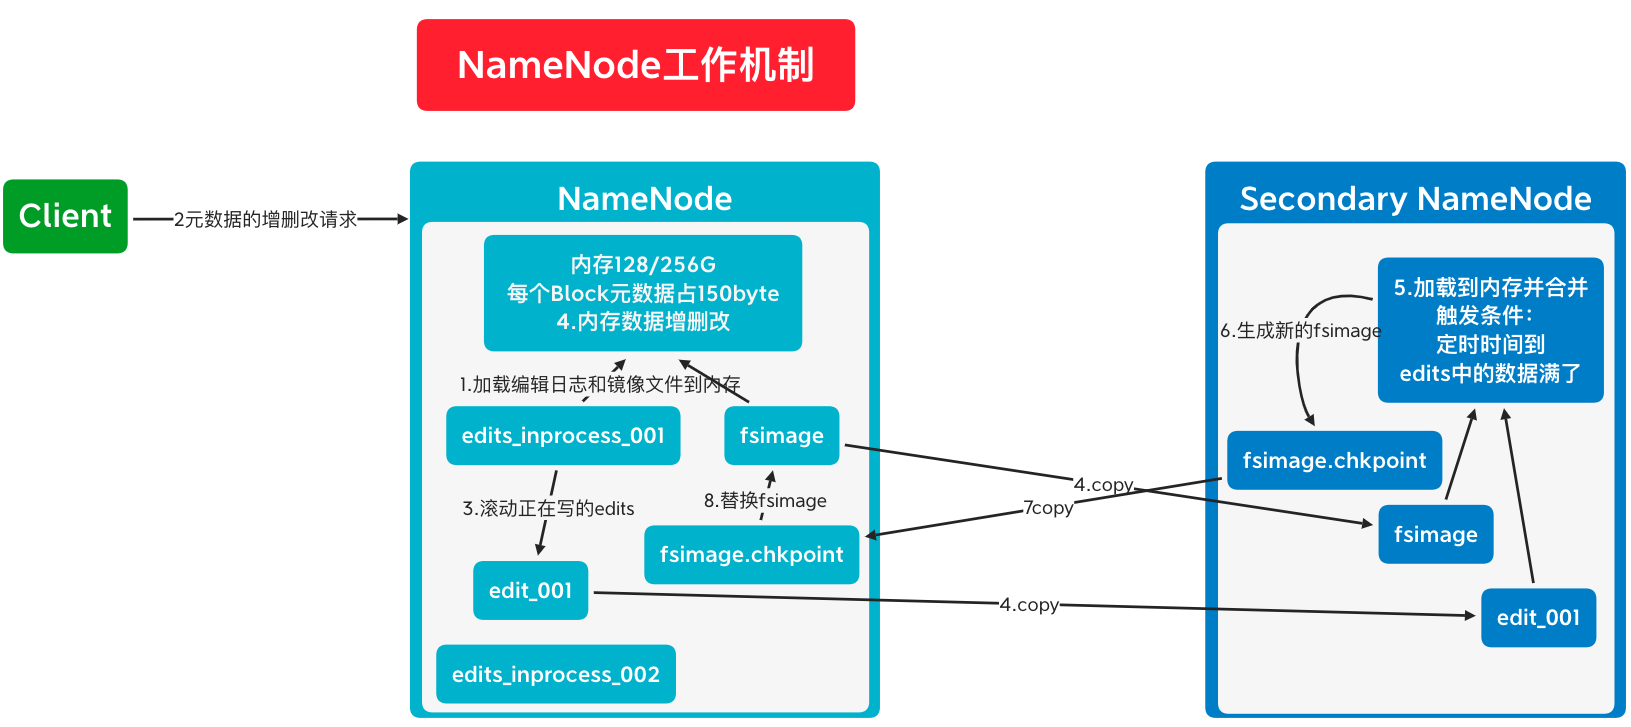 NameNode工作机制
Client
2元数据的增删改请求
NameNode
内存128/256G
每个Block元数据占150byte
4.内存数据增删改
1.加载编辑日志和镜像文件到内存
edits_inprocess_001
fsimage
3.滚动正在写的edits
8.替换fsimage
fsimage.chkpoint
edit_001
edits_inprocess_002
4.copy
7copy
4.copy
Secondary NameNode
5.加载到内存并合并
触发条件：
定时时间到
edits中的数据满了
6.生成新的fsimage
fsimage.chkpoint
fsimage
edit_001